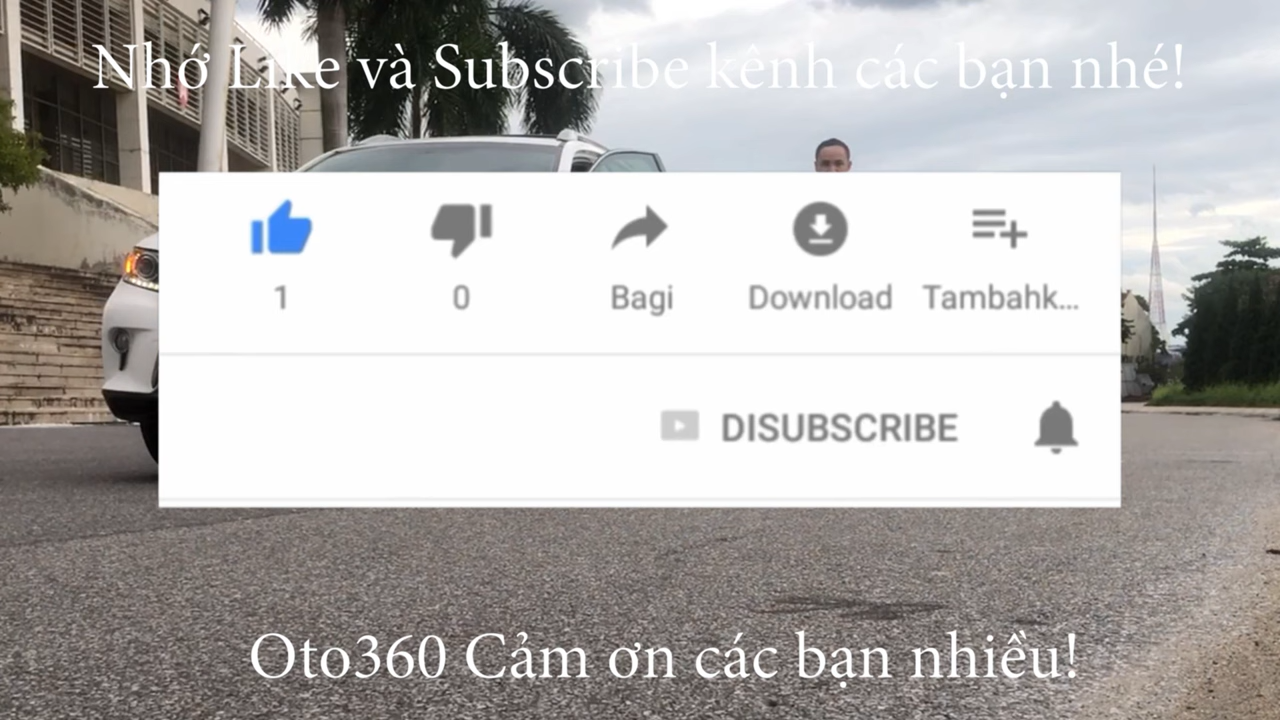 Nhớ Like và Subscribe kênh các bạn nhé!
1 0 Bagi Download Tambahk...
DISUBSCRIBE
Oto360 Cảm ơn các bạn nhiều!